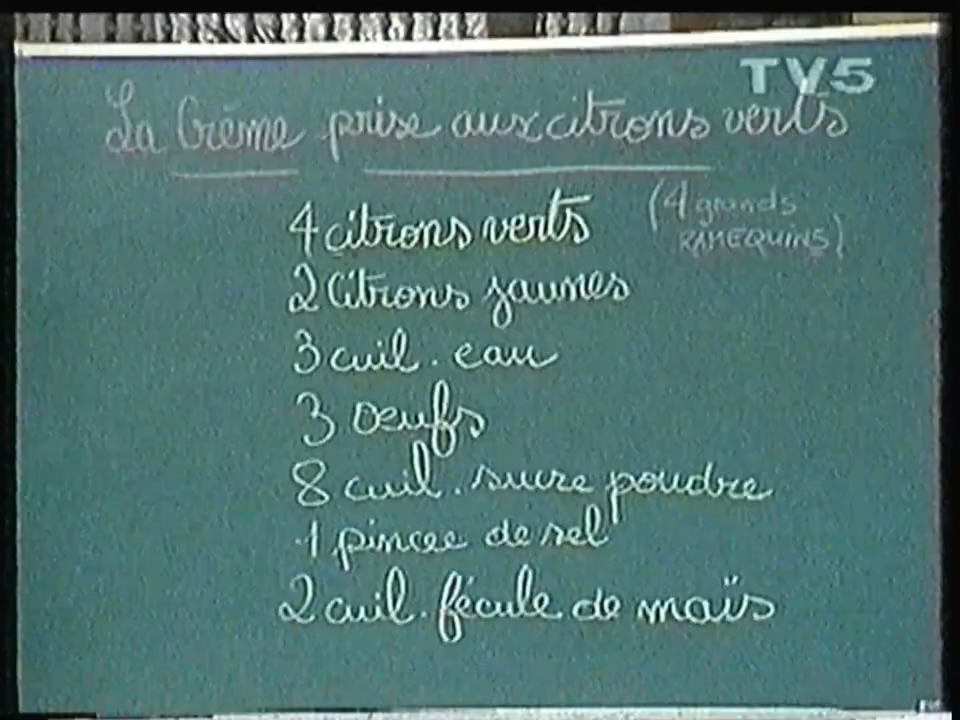 TV5
La Crème prise aux citrons verts
4 citrons verts
(4 grands
RAMEQUINS)
2 Citrons jaunes
3 cuil. eau
3 oeufs
8 cuil. sucre poudre
1 pincee de sel
2 cuil. fécule de maïs